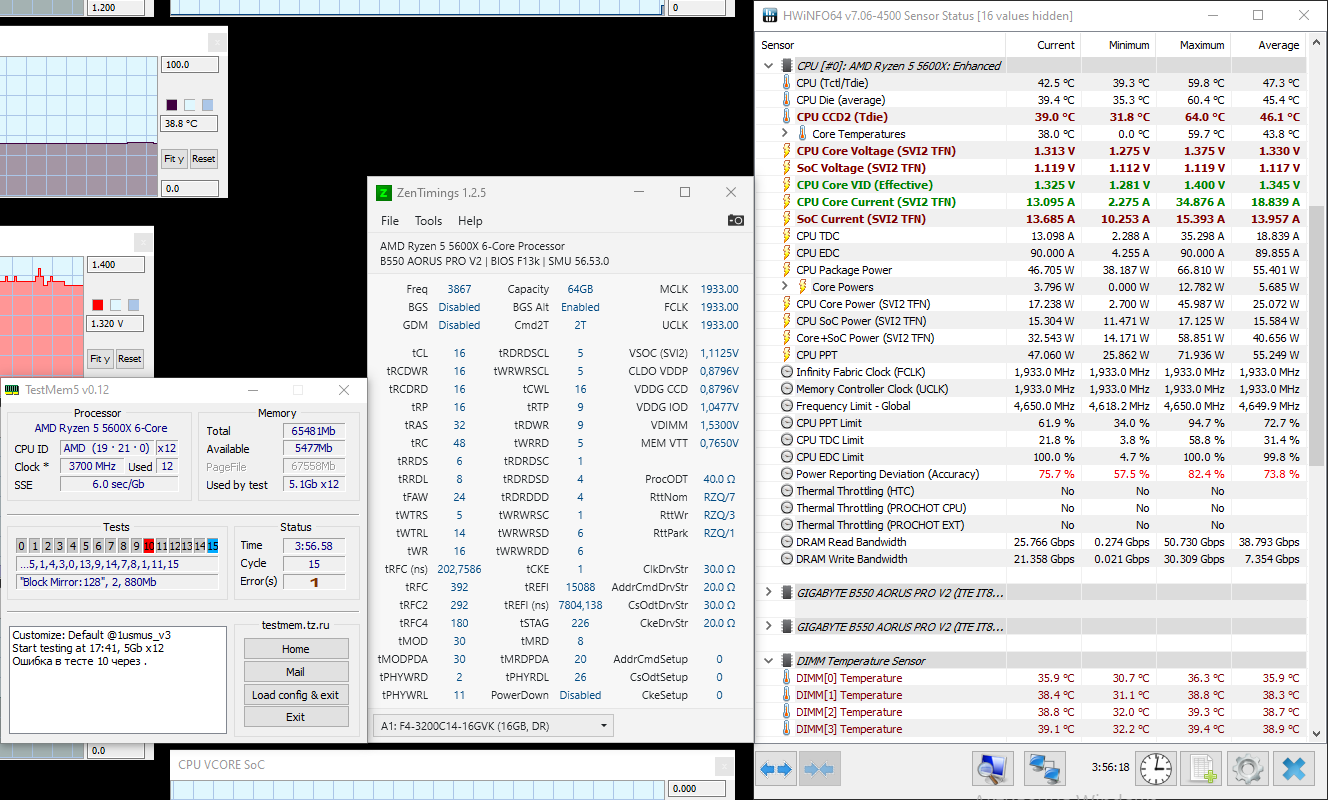 1.200
0
100.0
38.8 °C
Fit y
Reset
0.0
1.400
1.320 V
Fit y
Reset
TestMem5 v0.12
Processor
AMD Ryzen 5 5600X 6-Core
CPU ID AMD (19 · 21 · 0) x12
Clock * 3700 MHz Used 12
SSE 6.0 sec/Gb
Memory
Total 65481Mb
Available 5477Mb
PageFile 67558Mb
Used by test 5.1Gb x12
Tests
0 1 2 3 4 5 6 7 8 9 10 11 12 13 14 15
...5,1,4,3,0,13,9,14,7,8,1,11,15
"Block Mirror:128", 2, 880Mb
Status
Time 3:56.58
Cycle 15
Error(s) 1
Customize: Default @1usmus_v3
Start testing at 17:41, 5Gb x12
Ошибка в тесте 10 через .
testmem.tz.ru
Home
Mail
Load config & exit
Exit
0.0
ZenTimings 1.2.5
File Tools Help
AMD Ryzen 5 5600X 6-Core Processor
B550 AORUS PRO V2 | BIOS F13k | SMU 56.53.0
Freq 3867 Capacity 64GB MCLK 1933.00
BGS Disabled BGS Alt Enabled FCLK 1933.00
GDM Disabled Cmd2T 2T UCLK 1933.00
tCL 16 tRDRDSCL 5 VSOC (SVI2) 1,1125V
tRCDWR 16 tWRWRSCL 5 CLDO VDDP 0,8796V
tRCDRD 16 tCWL 16 VDDG CCD 0,8796V
tRP 16 tRTP 9 VDDG IOD 1,0477V
tRAS 32 tRDWR 9 VDIMM 1,5300V
tRC 48 tWRRD 5 MEM VTT 0,7650V
tRRDS 6 tRDRDSC 1
tRRDL 8 tRDRDSD 4 ProcODT 40.0 Ω
tFAW 24 tRDRDDD 4 RttNom RZQ/7
tWTRS 5 tWRWRSC 1 RttWr RZQ/3
tWTRL 14 tWRWRSD 6 RttPark RZQ/1
tWR 16 tWRWRDD 6
tRFC (ns) 202,7586 tCKE 1 ClkDrvStr 30.0 Ω
tRFC 392 tREFI 15088 AddrCmdDrvStr 20.0 Ω
tRFC2 292 tREFI (ns) 7804,138 CsOdtDrvStr 30.0 Ω
tRFC4 180 tSTAG 226 CkeDrvStr 20.0 Ω
tMOD 30 tMRD 8
tMODPDA 30 tMRDPDA 20 AddrCmdSetup 0
tPHYWRD 2 tPHYRDL 26 CsOdtSetup 0
tPHYWRL 11 PowerDown Disabled CkeSetup 0
A1: F4-3200C14-16GVK (16GB, DR)
CPU VCORE SoC
0.000
HWiNFO64 v7.06-4500 Sensor Status [16 values hidden]
Sensor Current Minimum Maximum Average
CPU [#0]: AMD Ryzen 5 5600X: Enhanced
CPU (Tctl/Tdie) 42.5 °C 39.3 °C 59.8 °C 47.3 °C
CPU Die (average) 39.4 °C 35.3 °C 60.4 °C 45.4 °C
CPU CCD2 (Tdie) 39.0 °C 31.8 °C 64.0 °C 46.1 °C
Core Temperatures 38.0 °C 0.0 °C 59.7 °C 43.8 °C
CPU Core Voltage (SVI2 TFN) 1.313 V 1.275 V 1.375 V 1.330 V
SoC Voltage (SVI2 TFN) 1.119 V 1.112 V 1.119 V 1.117 V
CPU Core VID (Effective) 1.325 V 1.281 V 1.400 V 1.345 V
CPU Core Current (SVI2 TFN) 13.095 A 2.275 A 34.876 A 18.839 A
SoC Current (SVI2 TFN) 13.685 A 10.253 A 15.393 A 13.957 A
CPU TDC 13.098 A 2.288 A 35.298 A 18.839 A
CPU EDC 90.000 A 4.255 A 90.000 A 89.855 A
CPU Package Power 46.705 W 38.187 W 66.810 W 55.401 W
Core Powers 3.796 W 0.000 W 12.782 W 5.685 W
CPU Core Power (SVI2 TFN) 17.238 W 2.700 W 45.987 W 25.072 W
CPU SoC Power (SVI2 TFN) 15.304 W 11.471 W 17.125 W 15.584 W
Core+SoC Power (SVI2 TFN) 32.543 W 14.171 W 58.851 W 40.656 W
CPU PPT 47.060 W 25.862 W 71.936 W 55.249 W
Infinity Fabric Clock (FCLK) 1,933.0 MHz 1,933.0 MHz 1,933.0 MHz 1,933.0 MHz
Memory Controller Clock (UCLK) 1,933.0 MHz 1,933.0 MHz 1,933.0 MHz 1,933.0 MHz
Frequency Limit - Global 4,650.0 MHz 4,618.2 MHz 4,650.0 MHz 4,649.9 MHz
CPU PPT Limit 61.9 % 34.0 % 94.7 % 72.7 %
CPU TDC Limit 21.8 % 3.8 % 58.8 % 31.4 %
CPU EDC Limit 100.0 % 4.7 % 100.0 % 99.8 %
Power Reporting Deviation (Accuracy) 75.7 % 57.5 % 82.4 % 73.8 %
Thermal Throttling (HTC) No No No
Thermal Throttling (PROCHOT CPU) No No No
Thermal Throttling (PROCHOT EXT) No No No
DRAM Read Bandwidth 25.766 Gbps 0.274 Gbps 50.730 Gbps 38.793 Gbps
DRAM Write Bandwidth 21.358 Gbps 0.021 Gbps 30.309 Gbps 7.354 Gbps
GIGABYTE B550 AORUS PRO V2 (ITE IT8...
GIGABYTE B550 AORUS PRO V2 (ITE IT8...
DIMM Temperature Sensor
DIMM[0] Temperature 35.9 °C 30.7 °C 36.3 °C 35.9 °C
DIMM[1] Temperature 38.4 °C 31.1 °C 38.8 °C 38.3 °C
DIMM[2] Temperature 38.8 °C 32.0 °C 39.3 °C 38.7 °C
DIMM[3] Temperature 39.1 °C 32.2 °C 39.4 °C 38.9 °C
3:56:18